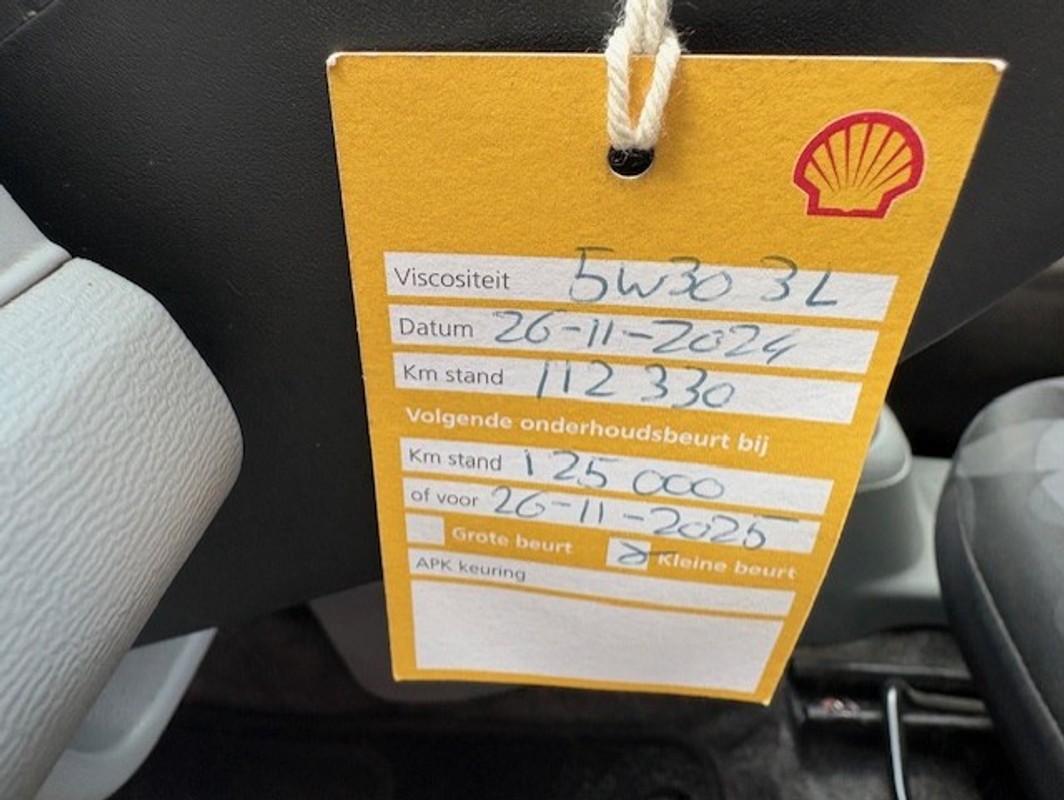 Viscositeit 5W30 3L
Datum 26-11-2024
Km stand 112 330
Volgende onderhoudsbeurt bij
Km stand 125 000
of voor 26-11-2025
Grote beurt Kleine beurt
APK keuring